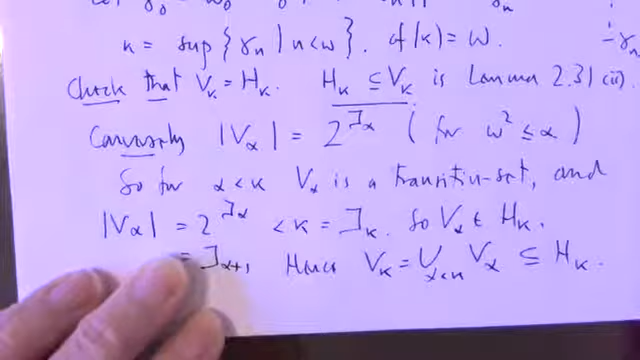 κ = sup { γₙ | n<ω }. cf(κ) = ω.
Check that V_κ = H_κ. H_κ ⊆ V_κ is Lemma 2.31 (ii).
Conversely |V_α| = 2^{ℶ_α} ( for ω² ≤ α )
So for α < κ V_α is a transitive set, and
|V_α| = 2^{ℶ_α} < κ = ℶ_κ. So V_α ∈ H_κ.
= ℶ_{α+1} Hence V_κ = ⋃_{α<κ} V_α ⊆ H_κ.